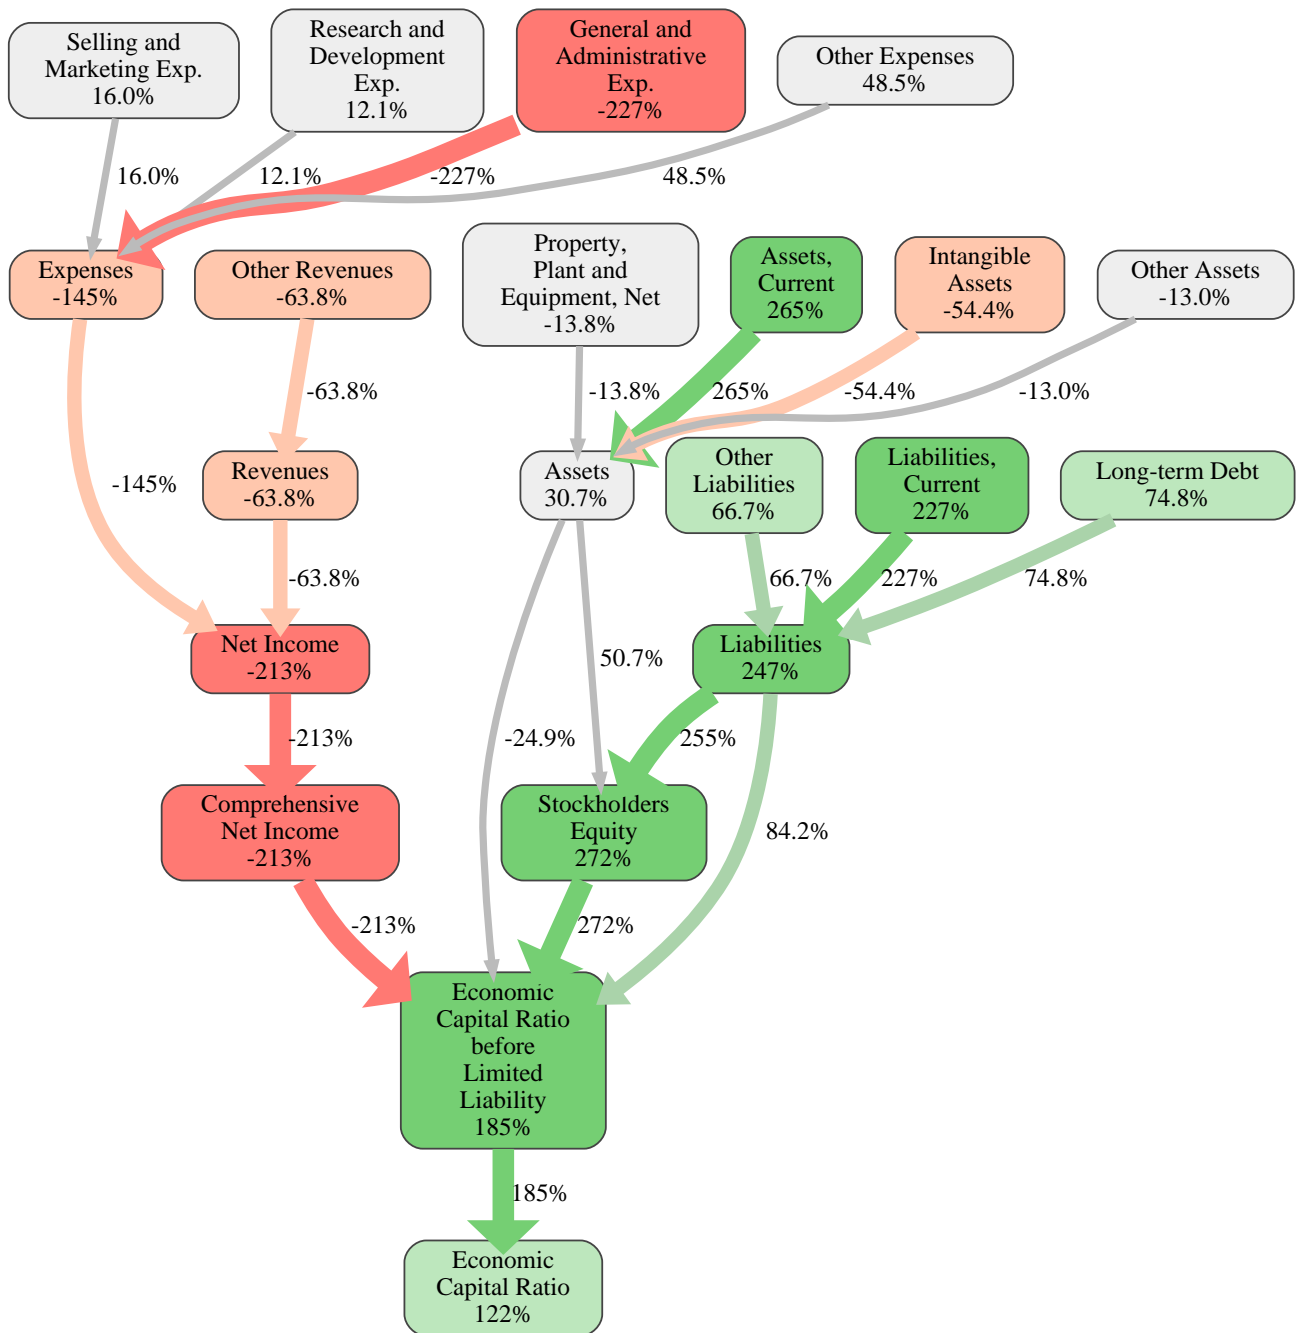 Selling and
Marketing Exp.
16.0%
Research and
Development
Exp.
12.1%
General and
Administrative
Exp.
-227%
Other Expenses
48.5%
16.0%
12.1%
-227%
48.5%
Expenses
-145%
Other Revenues
-63.8%
Property,
Plant and
Equipment, Net
-13.8%
Assets,
Current
265%
Intangible
Assets
-54.4%
Other Assets
-13.0%
-63.8%
-13.8%
265%
-54.4%
-13.0%
-145%
Revenues
-63.8%
Assets
30.7%
Other
Liabilities
66.7%
Liabilities,
Current
227%
Long-term Debt
74.8%
-63.8%
66.7%
227%
74.8%
Net Income
-213%
50.7%
Liabilities
247%
-213%
-24.9%
255%
Comprehensive
Net Income
-213%
Stockholders
Equity
272%
84.2%
-213%
272%
Economic
Capital Ratio
before
Limited
Liability
185%
185%
Economic
Capital Ratio
122%